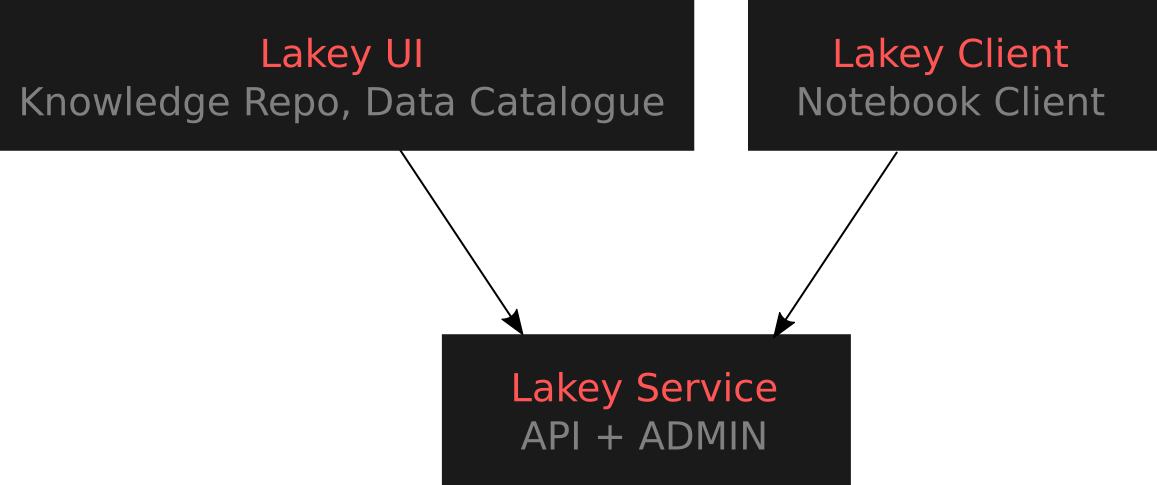 Lakey UI
Knowledge Repo, Data Catalogue
Lakey Client
Notebook Client
Lakey Service
API + ADMIN